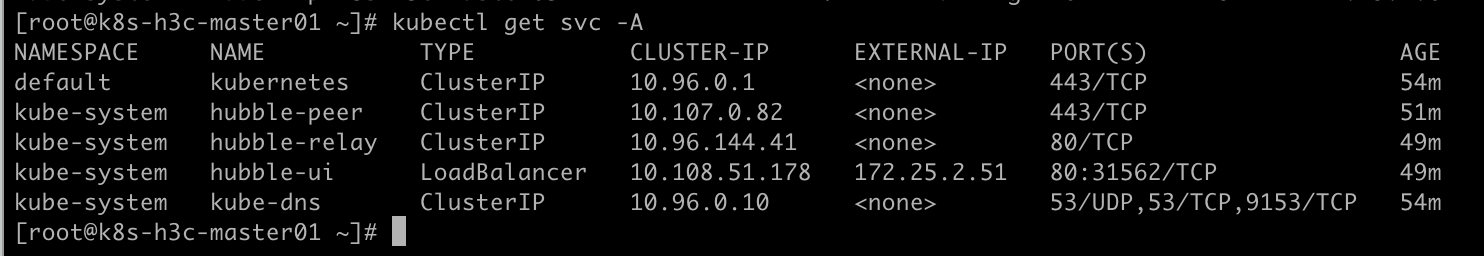 [root@k8s-h3c-master01 ~]# kubectl get svc -A
NAMESPACE     NAME           TYPE           CLUSTER-IP      EXTERNAL-IP   PORT(S)                  AGE
default       kubernetes     ClusterIP      10.96.0.1       <none>        443/TCP                  54m
kube-system   hubble-peer    ClusterIP      10.107.0.82     <none>        443/TCP                  51m
kube-system   hubble-relay   ClusterIP      10.96.144.41    <none>        80/TCP                   49m
kube-system   hubble-ui      LoadBalancer   10.108.51.178   172.25.2.51   80:31562/TCP             49m
kube-system   kube-dns       ClusterIP      10.96.0.10      <none>        53/UDP,53/TCP,9153/TCP   54m
[root@k8s-h3c-master01 ~]#